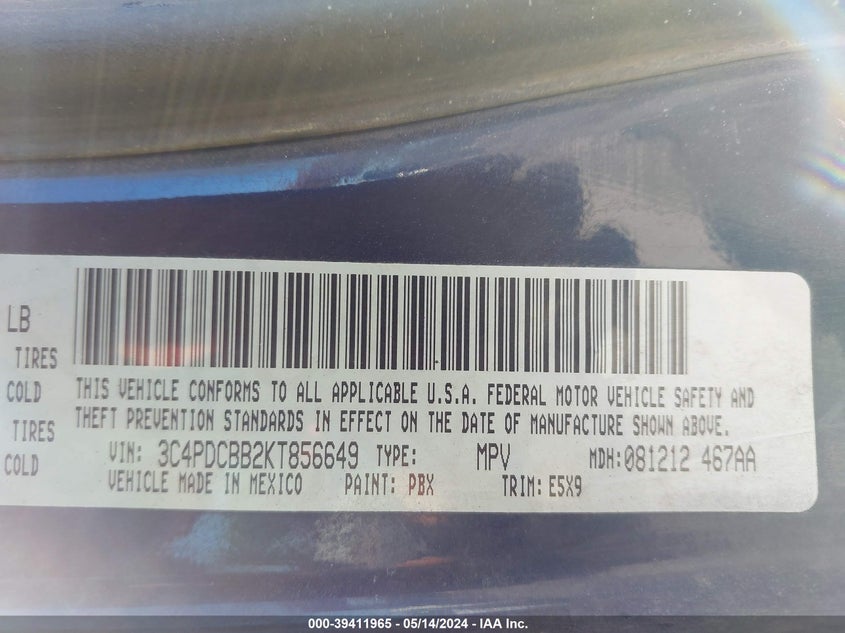 LB
TIRES
COLD
TIRES
COLD
THIS VEHICLE CONFORMS TO ALL APPLICABLE U.S.A. FEDERAL MOTOR VEHICLE SAFETY AND
THEFT PREVENTION STANDARDS IN EFFECT ON THE DATE OF MANUFACTURE SHOWN ABOVE.
VIN: 3C4PDCBB2KT856649 TYPE: MPV MDH:081212 467AA
VEHICLE MADE IN MEXICO PAINT: PBX TRIM: E5X9
000-39411965 / 05/14/2024 - IAA Inc.